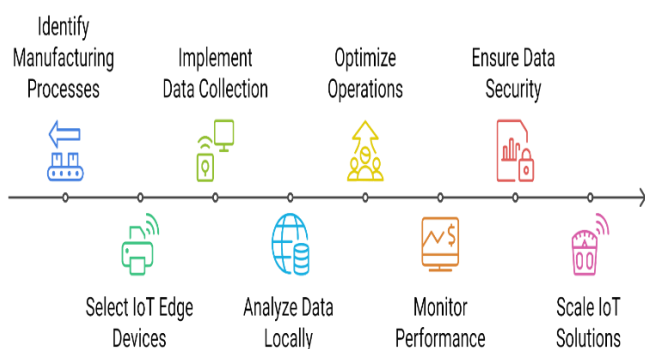 Identify
Manufacturing
Processes
Select IoT Edge
Devices
Implement
Data Collection
Analyze Data
Locally
Optimize
Operations
Monitor
Performance
Ensure Data
Security
Scale IoT
Solutions
$